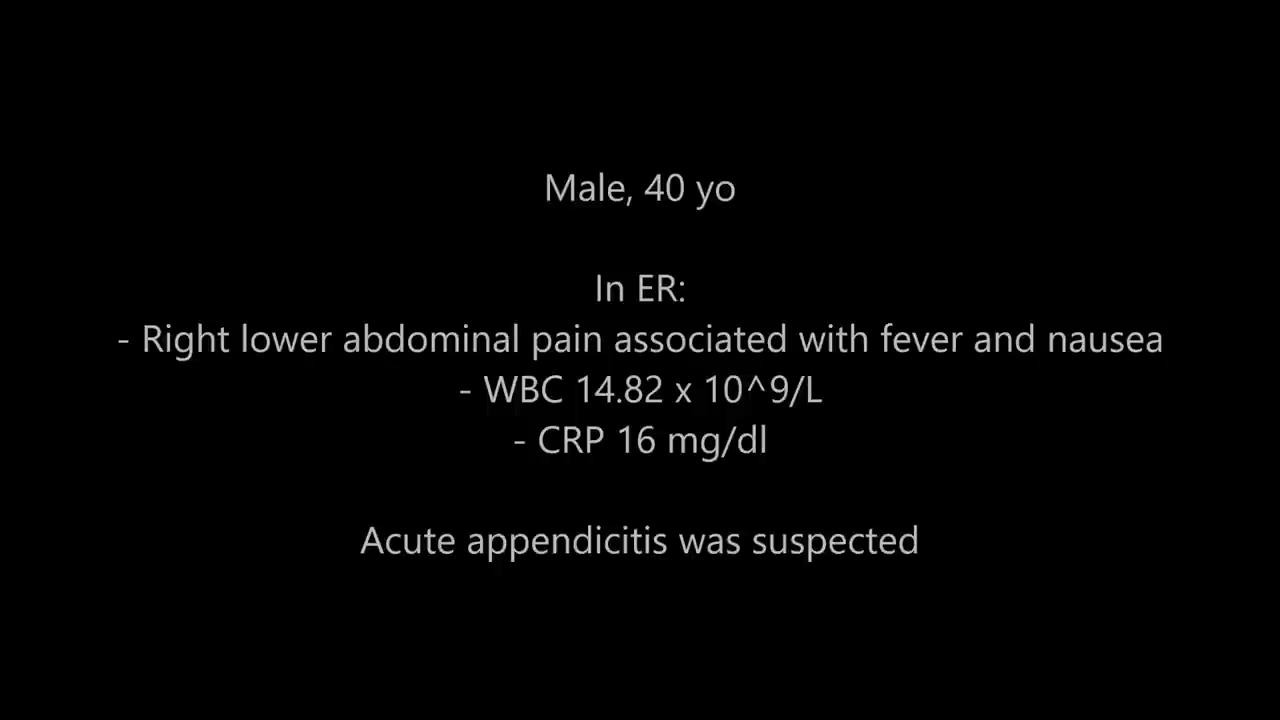 Male, 40 yo
In ER:
- Right lower abdominal pain associated with fever and nausea
- WBC 14.82 x 10^9/L
- CRP 16 mg/dl
Acute appendicitis was suspected